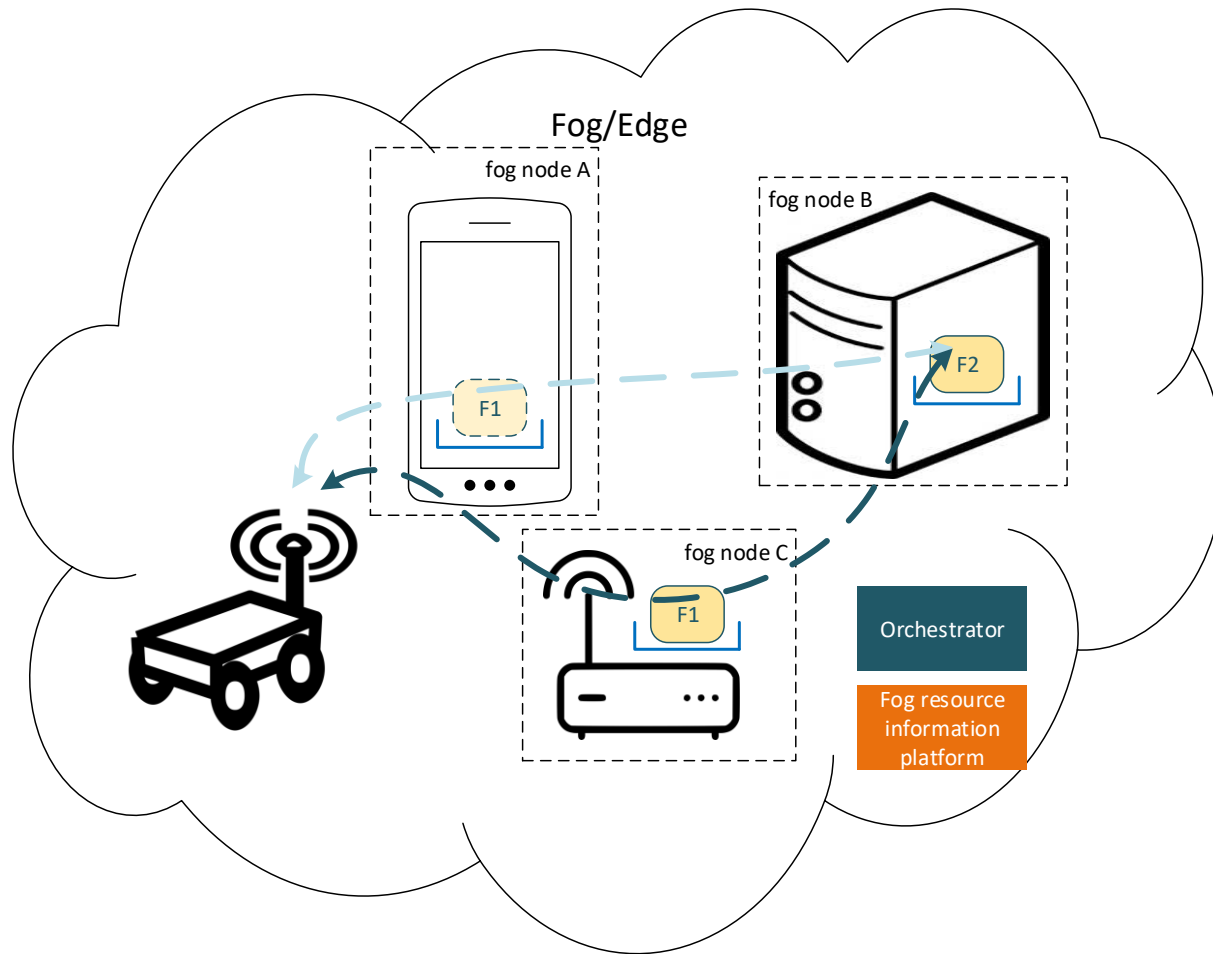 Fog/Edge
fog node A
fog node B
F2
F1
fog node C
F1
Orchestrator
Fog resource
information
platform